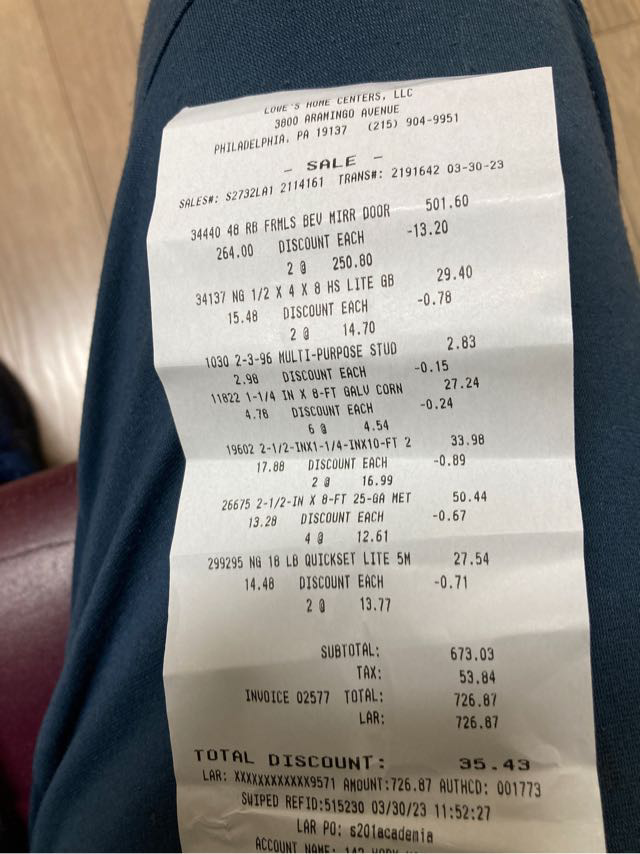 LOWE'S HOME CENTERS, LLC
3800 ARAMINGO AVENUE
PHILADELPHIA, PA 19137 (215) 904-9951
- SALE -
SALES#: S2732LA1 2114161 TRANS#: 2191642 03-30-23
34440 48 RB FRMLS BEV MIRR DOOR 501.60
264.00 DISCOUNT EACH -13.20
2 @ 250.80
34137 NG 1/2 X 4 X 8 HS LITE GB 29.40
15.48 DISCOUNT EACH -0.78
2 @ 14.70
1030 2-3-96 MULTI-PURPOSE STUD 2.83
2.98 DISCOUNT EACH -0.15
11822 1-1/4 IN X 8-FT GALV CORN 27.24
4.78 DISCOUNT EACH -0.24
6 @ 4.54
19602 2-1/2-INX1-1/4-INX10-FT 2 33.98
17.88 DISCOUNT EACH -0.89
2 @ 16.99
26675 2-1/2-IN X 8-FT 25-GA MET 50.44
13.28 DISCOUNT EACH -0.67
4 @ 12.61
299295 NG 18 LB QUICKSET LITE 5M 27.54
14.48 DISCOUNT EACH -0.71
2 @ 13.77
SUBTOTAL: 673.03
TAX: 53.84
INVOICE 02577 TOTAL: 726.87
LAR: 726.87
TOTAL DISCOUNT: 35.43
LAR: XXXXXXXXXXXX9571 AMOUNT:726.87 AUTHCD: 001773
SWIPED REFID:515230 03/30/23 11:52:27
LAR PO: s201academia
ACCOUNT NAME: